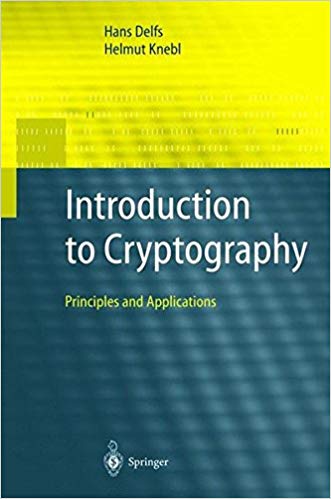 Hans Delfs
Helmut Knebl
Introduction
to Cryptography
Principles and Applications
Springer